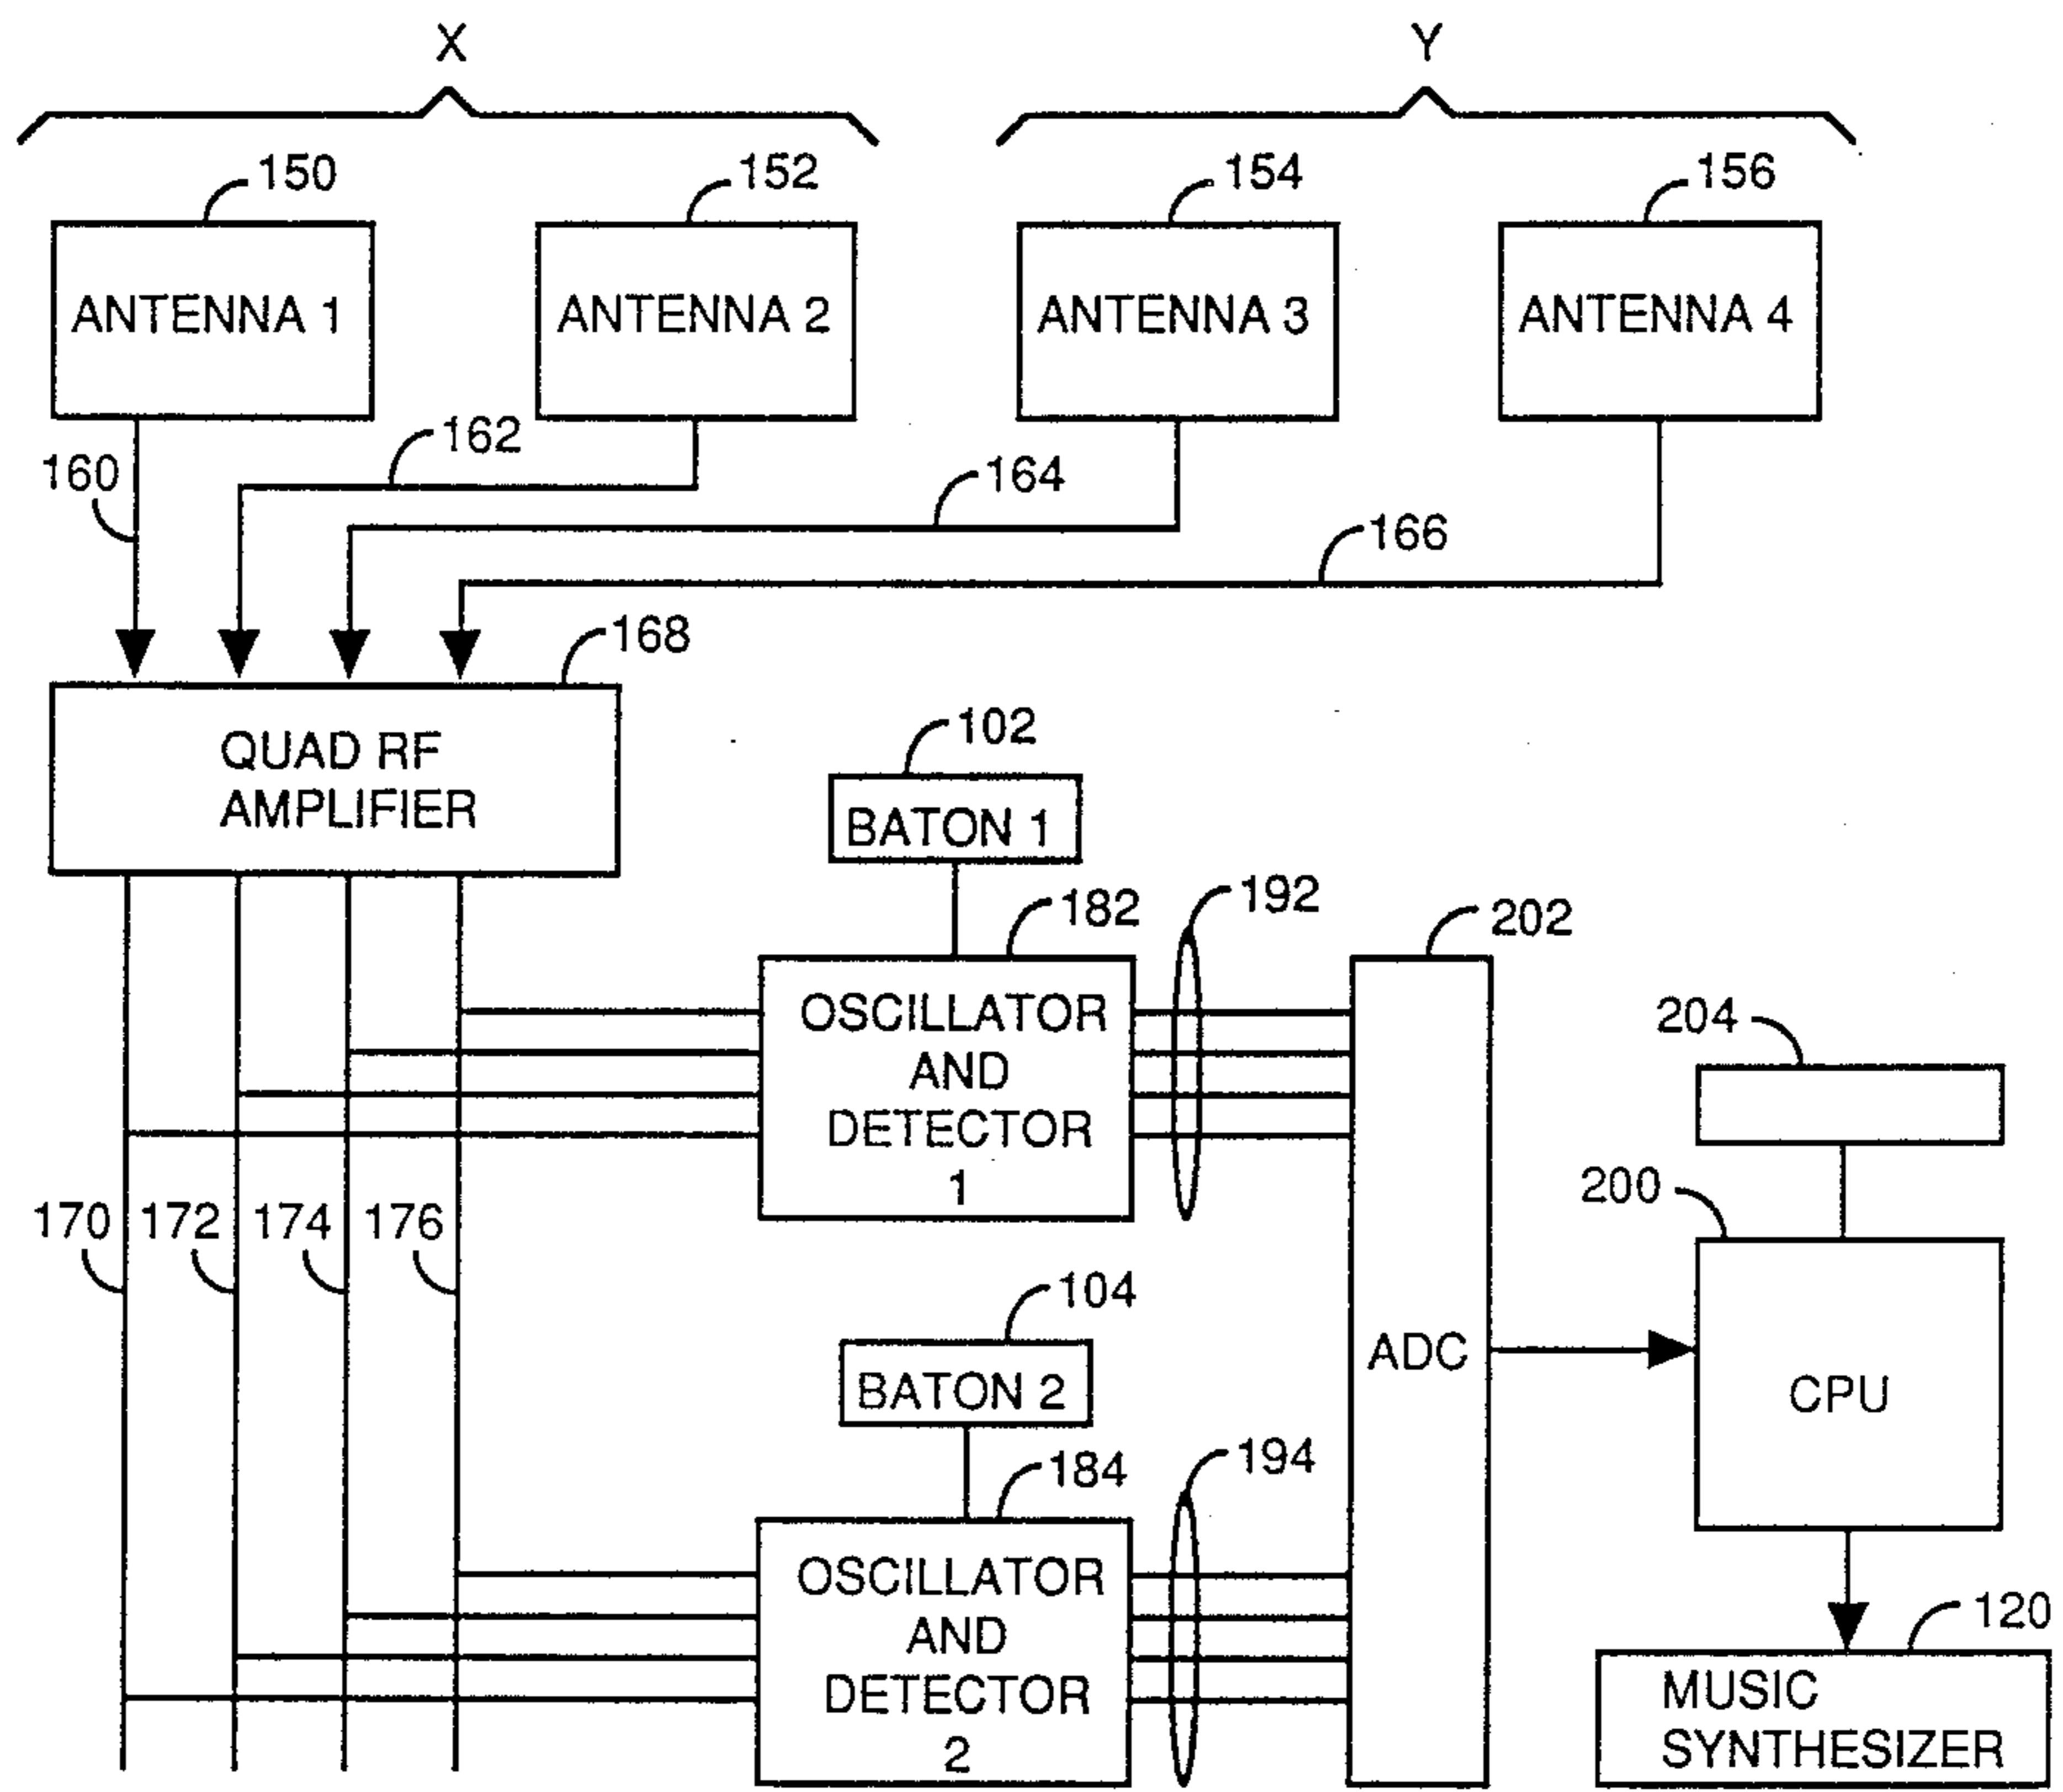 X
Y
150
152
154
156
ANTENNA 1
ANTENNA 2
ANTENNA 3
ANTENNA 4
160
162
164
166
168
QUAD RF
AMPLIFIER
102
BATON 1
182
192
202
OSCILLATOR
AND
DETECTOR
1
204
200
170
172
174
176
104
BATON 2
ADC
CPU
184
194
OSCILLATOR
AND
DETECTOR
2
120
MUSIC
SYNTHESIZER